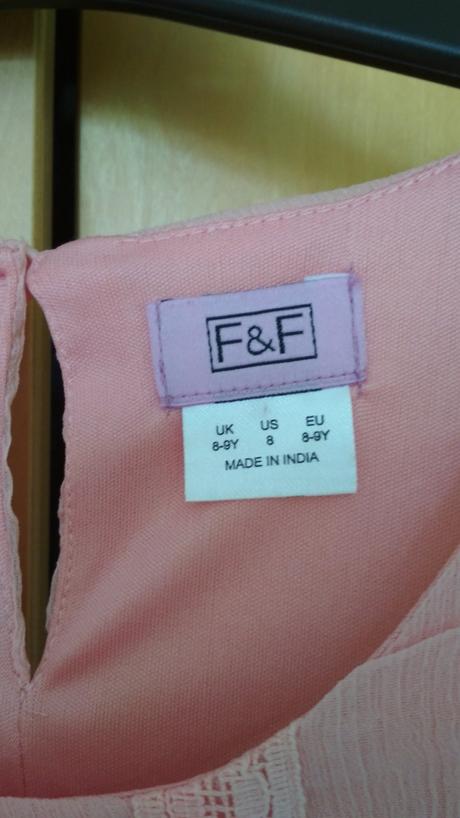 F&F
UK US EU
8-9Y 8 8-9Y
MADE IN INDIA